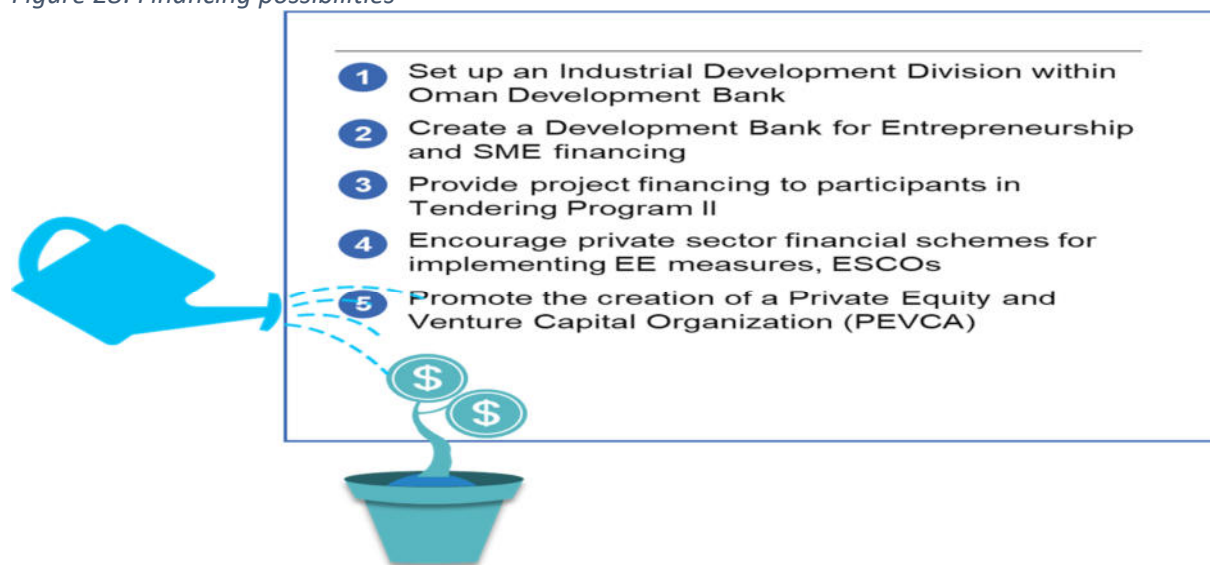 Figure 28: Financing possibilities
1 Set up an Industrial Development Division within
Oman Development Bank
2 Create a Development Bank for Entrepreneurship
and SME financing
3 Provide project financing to participants in
Tendering Program II
4 Encourage private sector financial schemes for
implementing EE measures, ESCOs
5 Promote the creation of a Private Equity and
Venture Capital Organization (PEVCA)
$
$